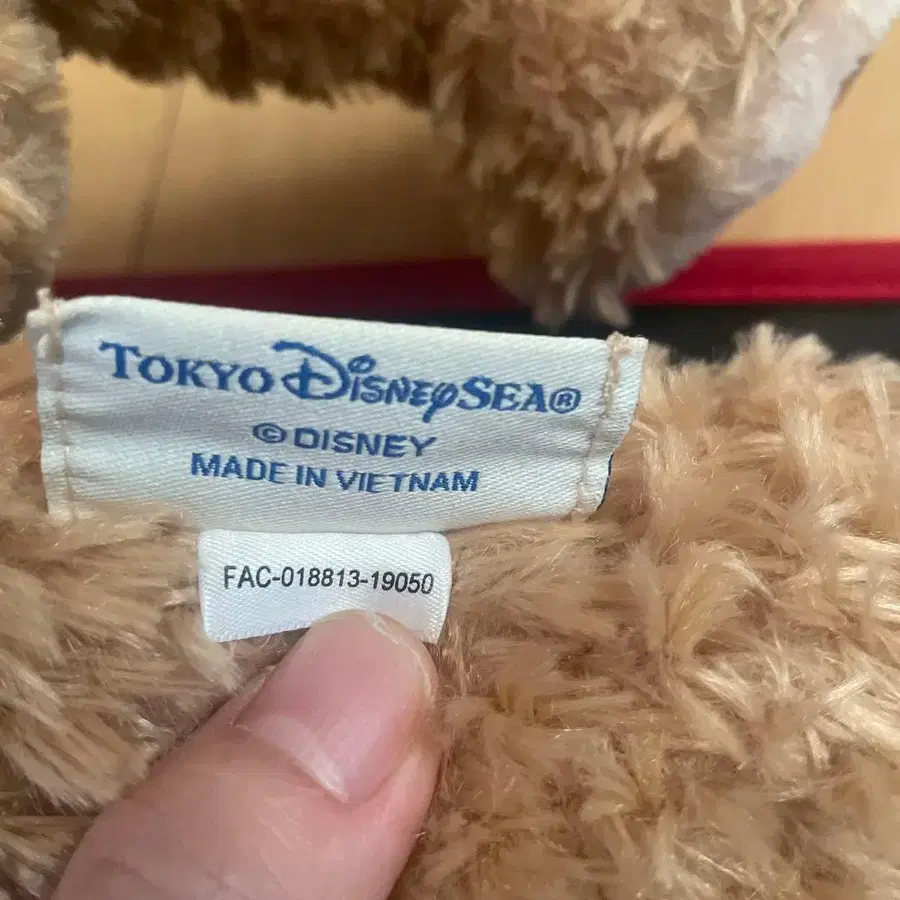 TOKYO DISNEYSEA®
©DISNEY
MADE IN VIETNAM
FAC-018813-19050